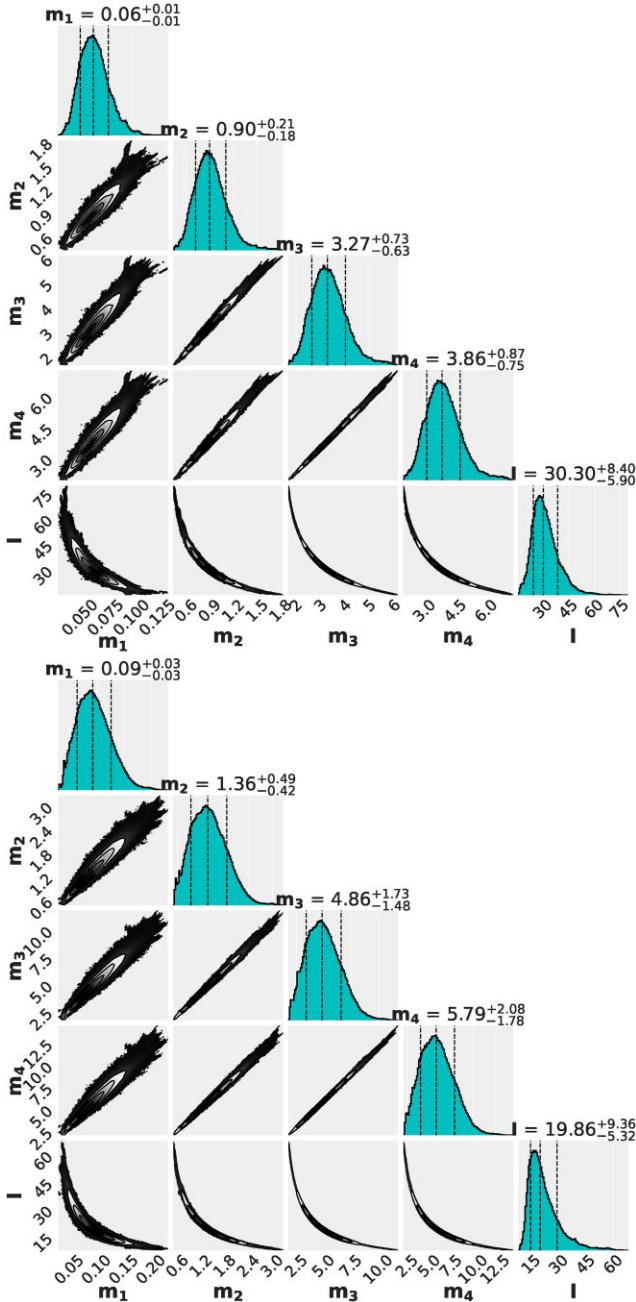 m₁ = 0.06 +0.01 −0.01
m₂ = 0.90 +0.21 −0.18
m₂
1.8
1.5
1.2
0.9
0.6
m₃ = 3.27 +0.73 −0.63
m₃
6
5
4
3
2
m₄ = 3.86 +0.87 −0.75
m₄
6.0
4.5
3.0
I = 30.30 +8.40 −5.90
I
75
60
45
30
0.050 0.075 0.100 0.125 0.6 0.9 1.2 1.5 1.8 2 3 4 5 6 3.0 4.5 6.0 30 45 60 75
m₁ m₂ m₃ m₄ I
m₁ = 0.09 +0.03 −0.03
m₂ = 1.36 +0.49 −0.42
m₂
3.0
2.4
1.8
1.2
0.6
m₃ = 4.86 +1.73 −1.48
m₃
10.0
7.5
5.0
2.5
m₄ = 5.79 +2.08 −1.78
m₄
12.5
10.0
7.5
5.0
2.5
I = 19.86 +9.36 −5.32
I
60
45
30
15
0.05 0.10 0.15 0.20 0.6 1.2 1.8 2.4 3.0 2.5 5.0 7.5 10.0 2.5 5.0 7.5 10.0 12.5 15 30 45 60
m₁ m₂ m₃ m₄ I